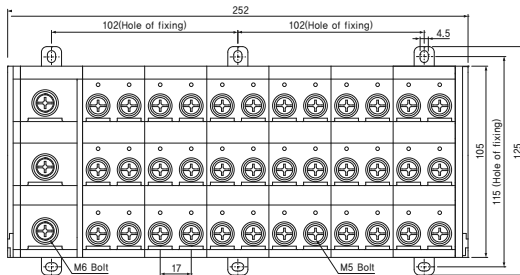 252
102(Hole of fixing)
102(Hole of fixing)
4.5
105
115 (Hole of fixing)
125
M6 Bolt
17
M5 Bolt